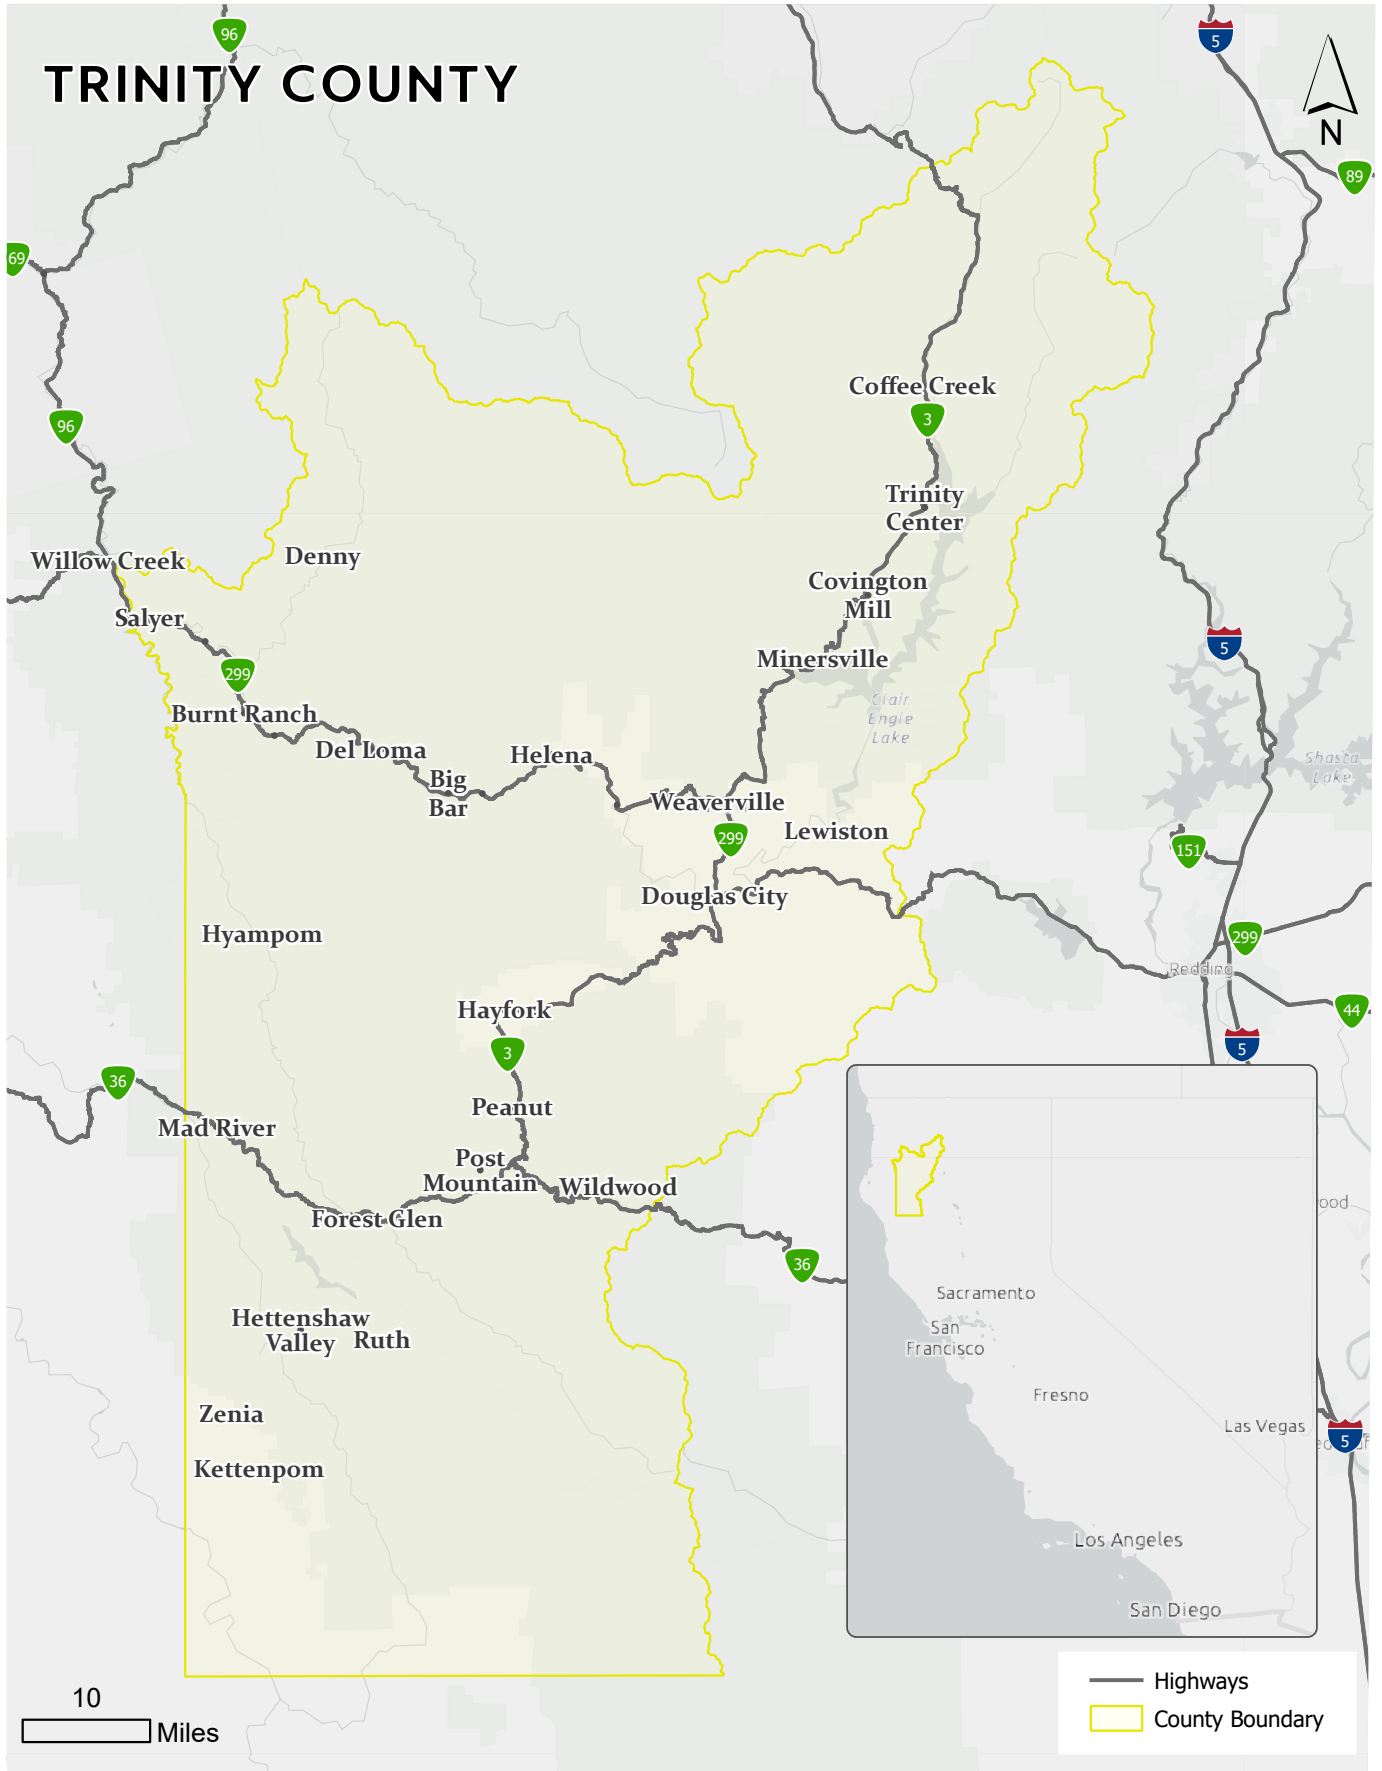 96
5
TRINITY COUNTY
N
89
69
Coffee Creek
3
96
Trinity
Center
Denny
Willow Creek
Covington
Mill
Salyer
5
Minersville
299
Clair
Engle
Lake
Burnt Ranch
Del Loma
Helena
Shasta
Lake
Big
Bar
Weaverville
299
Lewiston
151
Douglas City
Hyampom
299
Redding
Hayfork
44
3
5
36
Peanut
Mad River
Post
Mountain
Wildwood
ood
Forest Glen
36
Sacramento
Hettenshaw
Valley
Ruth
San
Francisco
Fresno
Zenia
Las Vegas
5
Kettenpom
Los Angeles
San Diego
10
Miles
Highways
County Boundary